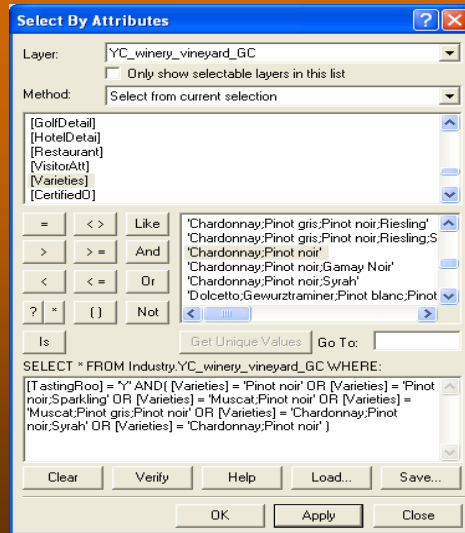 Select By Attributes
Layer: YC_winery_vineyard_GC
Only show selectable layers in this list
Method: Select from current selection
[GolfDetail]
[HotelDetai]
[Restaurant]
[VisitorAtt]
[Varieties]
[CertifiedO]
= <> Like
> >= And
< <= Or
? * () Not
Is
'Chardonnay;Pinot gris;Pinot noir;Riesling'
'Chardonnay;Pinot gris;Pinot noir;Riesling;S
'Chardonnay;Pinot noir'
'Chardonnay;Pinot noir;Gamay Noir'
'Chardonnay;Pinot noir;Syrah'
'Dolcetto;Gewurztraminer;Pinot blanc;Pinot
Get Unique Values Go To:
SELECT * FROM Industry.YC_winery_vineyard_GC WHERE:
[TastingRoo] = 'Y' AND( [Varieties] = 'Pinot noir' OR [Varieties] = 'Pinot
noir;Sparkling' OR [Varieties] = 'Muscat;Pinot noir' OR [Varieties] =
'Muscat;Pinot gris;Pinot noir' OR [Varieties] = 'Chardonnay;Pinot
noir;Syrah' OR [Varieties] = 'Chardonnay;Pinot noir' )
Clear Verify Help Load... Save...
OK Apply Close